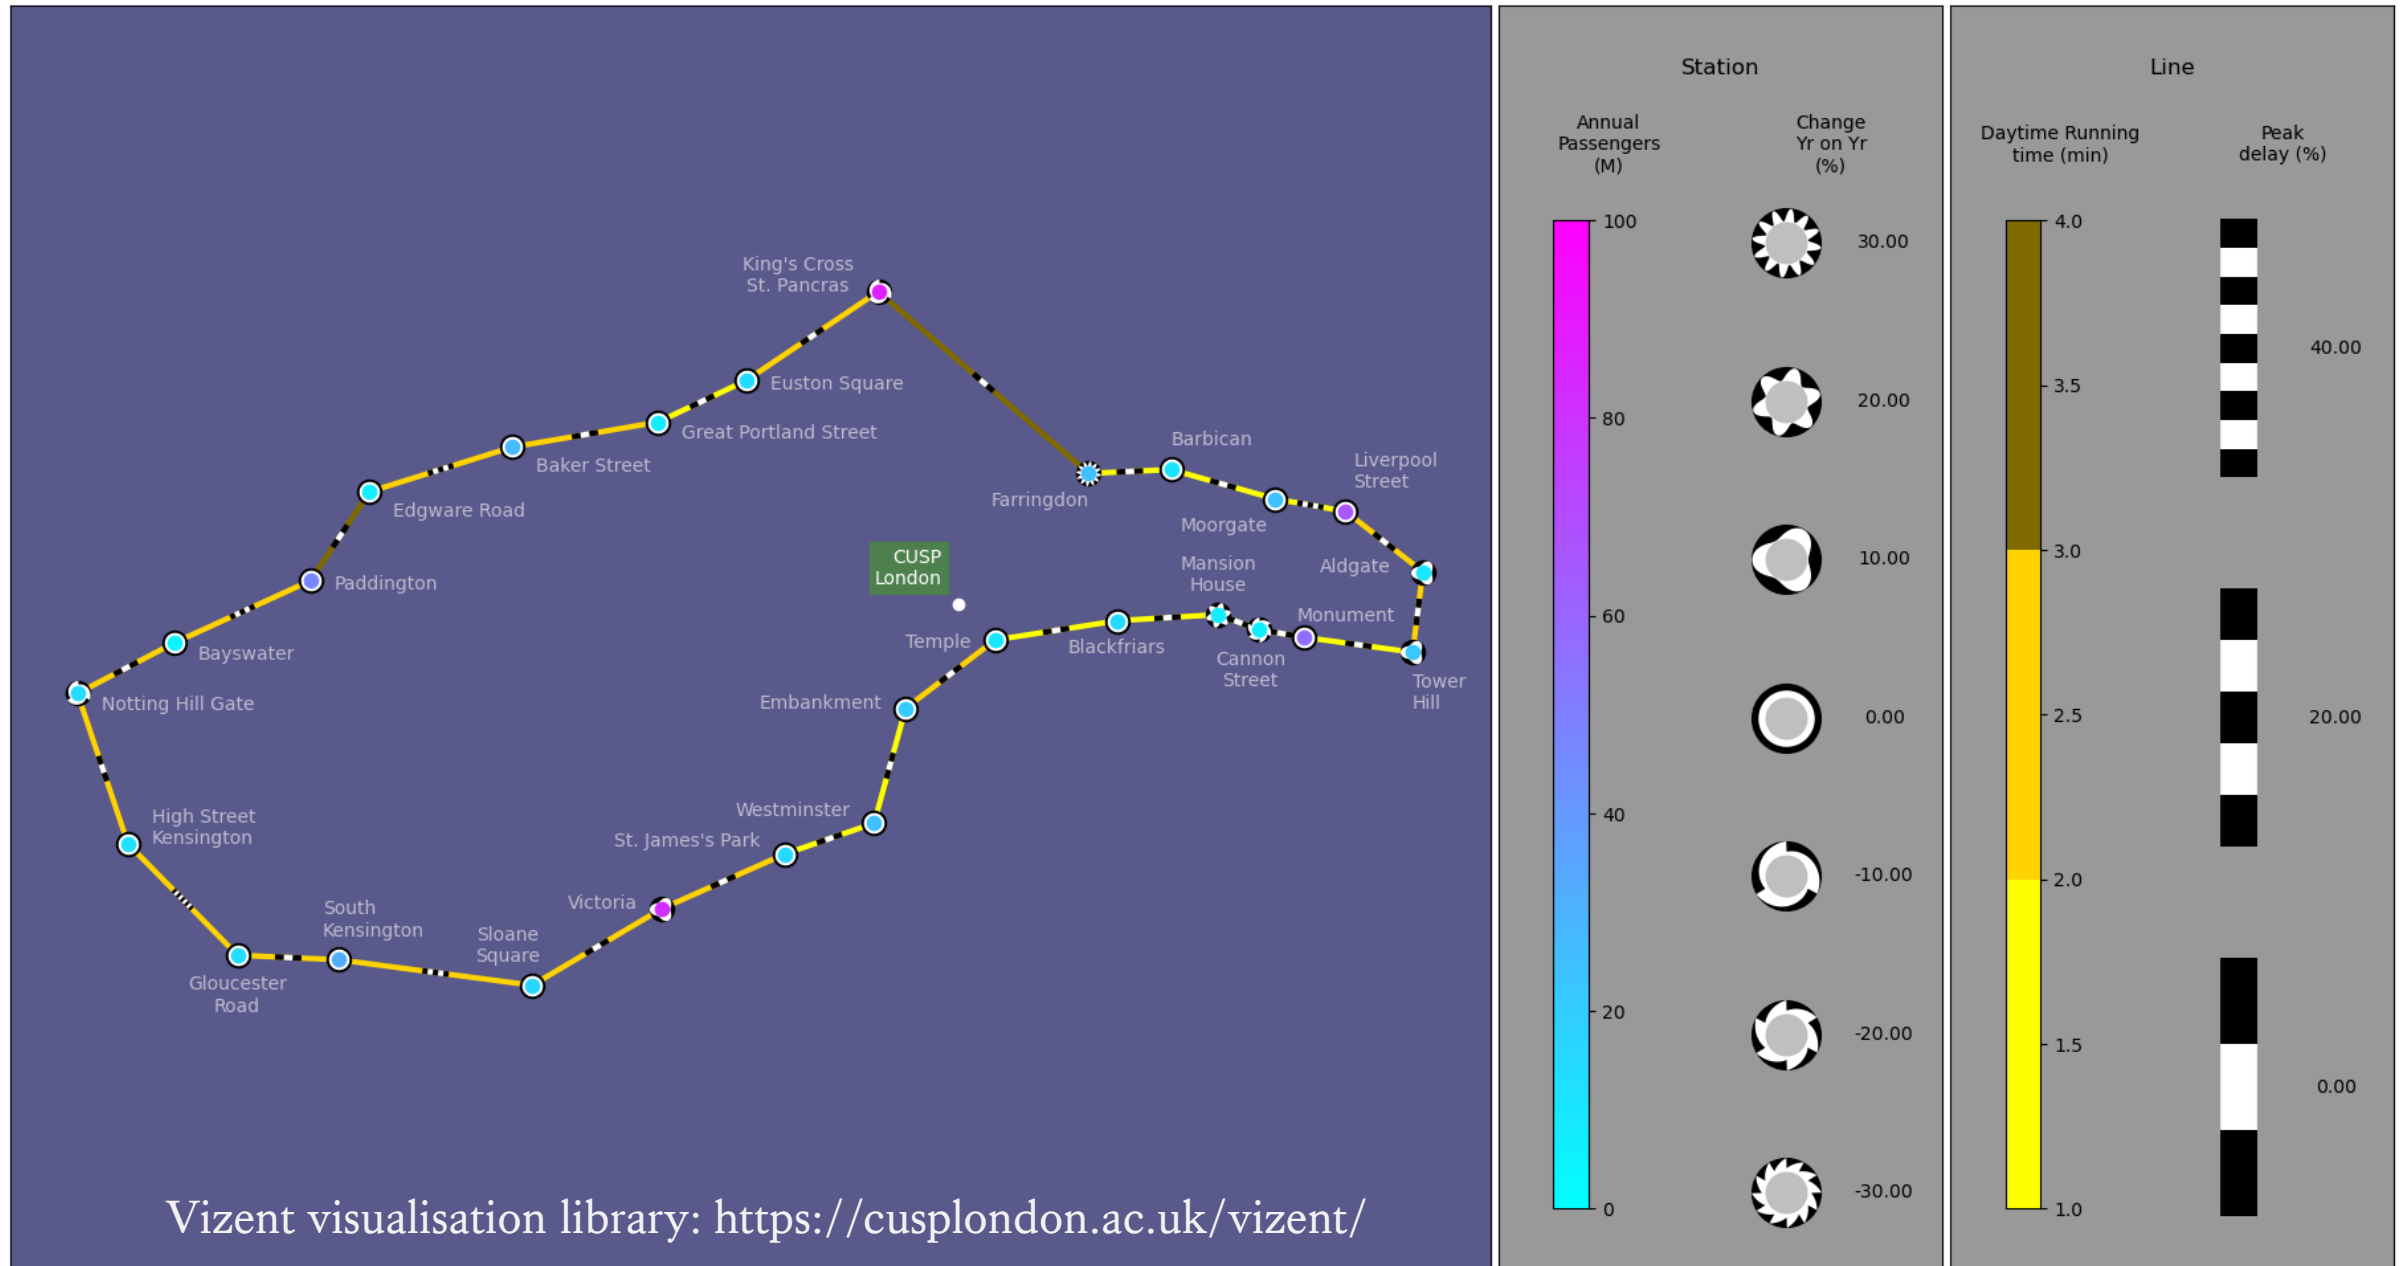 King's Cross
St. Pancras
Euston Square
Great Portland Street
Baker Street
Edgware Road
Paddington
Bayswater
Notting Hill Gate
High Street
Kensington
Gloucester
Road
South
Kensington
Sloane
Square
Victoria
St. James's Park
Westminster
Embankment
Temple
Blackfriars
Mansion
House
Cannon
Street
Monument
Tower
Hill
Aldgate
Liverpool
Street
Moorgate
Barbican
Farringdon
CUSP
London
Vizent visualisation library: https://cusplondon.ac.uk/vizent/
Station
Annual
Passengers
(M)
100
80
60
40
20
0
Change
Yr on Yr
(%)
30.00
20.00
10.00
0.00
-10.00
-20.00
-30.00
Line
Daytime Running
time (min)
4.0
3.5
3.0
2.5
2.0
1.5
1.0
Peak
delay (%)
40.00
20.00
0.00